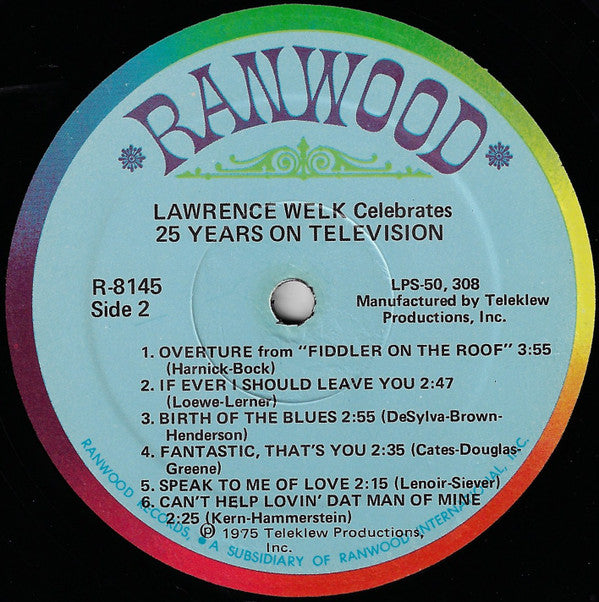 RANWOOD
LAWRENCE WELK Celebrates
25 YEARS ON TELEVISION
R-8145
Side 2
LPS-50, 308
Manufactured by Teleklew
Productions, Inc.
1. OVERTURE from "FIDDLER ON THE ROOF" 3:55
(Harnick-Bock)
2. IF EVER I SHOULD LEAVE YOU 2:47
(Loewe-Lerner)
3. BIRTH OF THE BLUES 2:55 (DeSylva-Brown-
Henderson)
4. FANTASTIC, THAT'S YOU 2:35 (Cates-Douglas-
Greene)
5. SPEAK TO ME OF LOVE 2:15 (Lenoir-Siever)
6. CAN'T HELP LOVIN' DAT MAN OF MINE
2:25 (Kern-Hammerstein)
℗ 1975 Teleklew Productions,
Inc.
RANWOOD RECORDS, • A SUBSIDIARY OF RANWOOD INTERNATIONAL, INC.